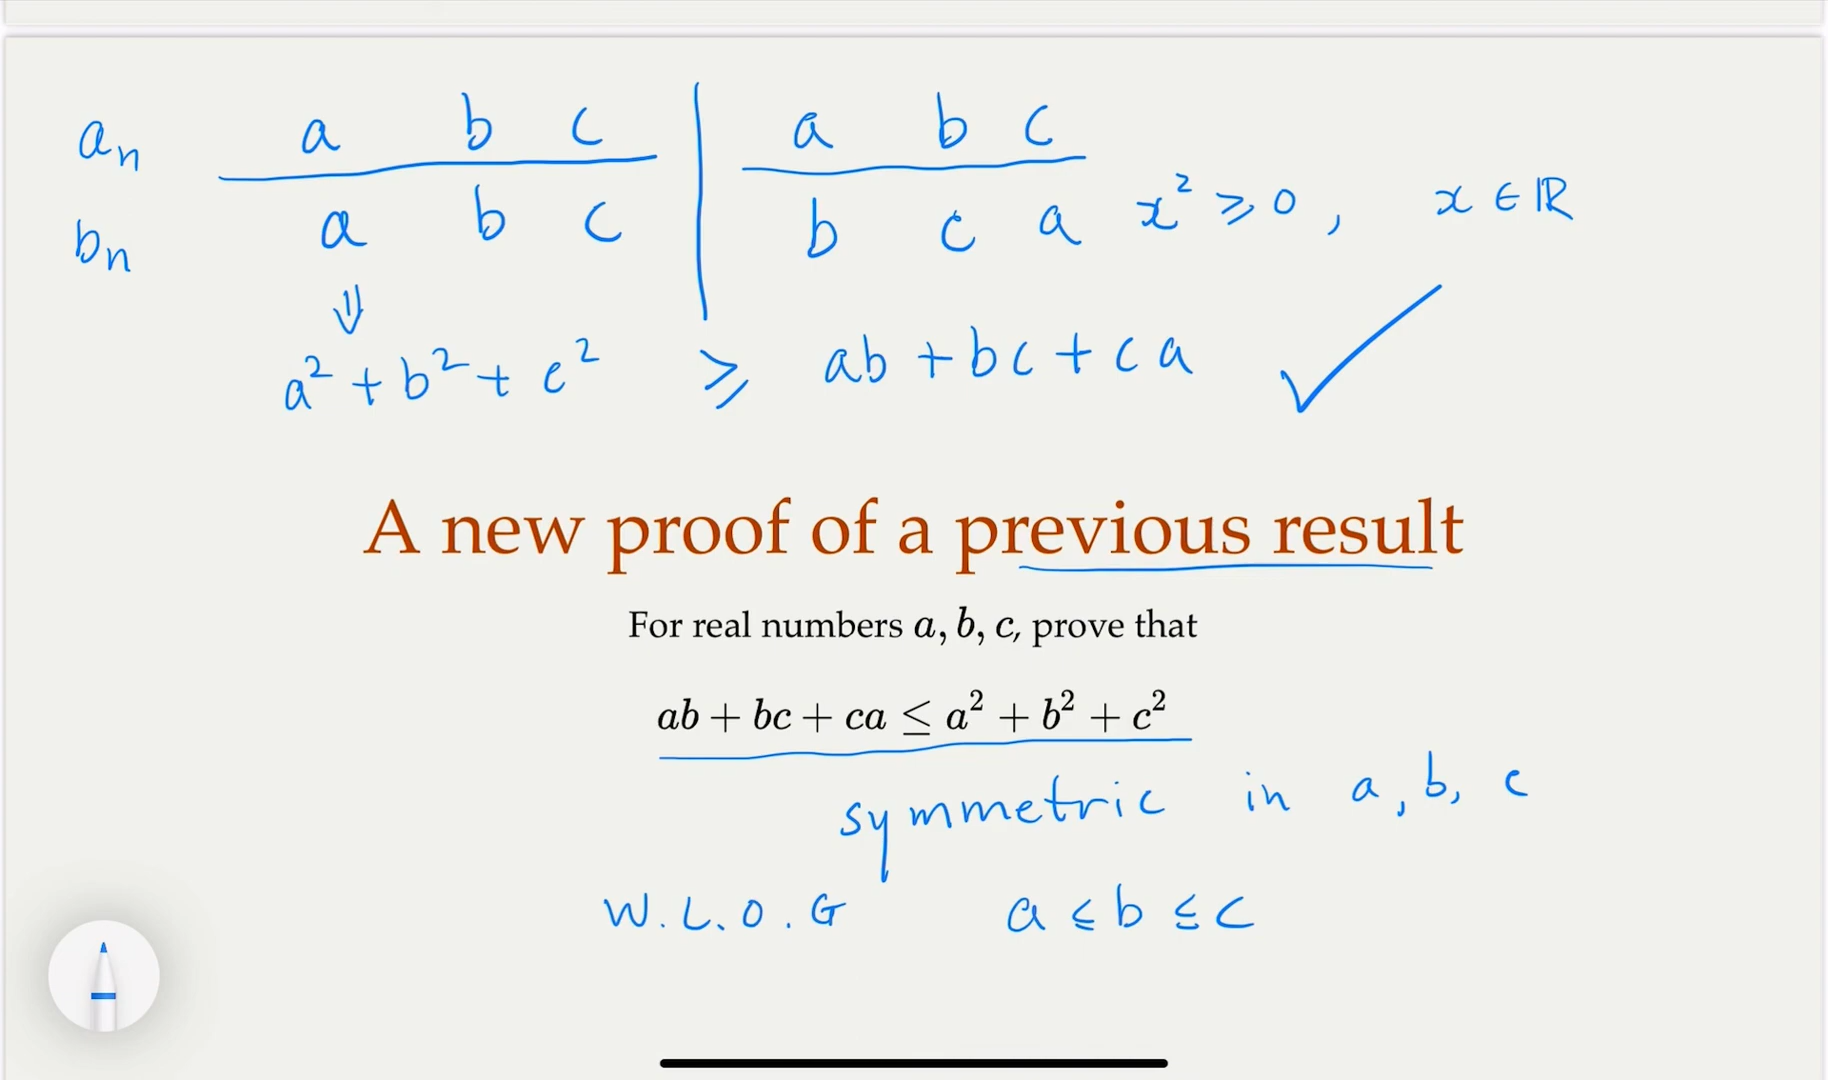 aₙ a b c | a b c
bₙ a b c | b c a x² ≥ 0, x ∈ ℝ
⇓
a² + b² + c² ≥ ab + bc + ca ✓
A new proof of a previous result
For real numbers a, b, c, prove that
ab + bc + ca ≤ a² + b² + c²
symmetric in a, b, c
W.L.O.G a ≤ b ≤ c